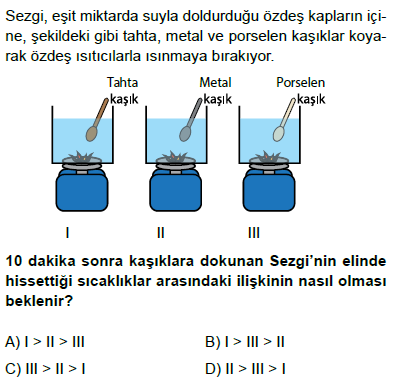 Sezgi, eşit miktarda suyla doldurduğu özdeş kapların içi-
ne, şekildeki gibi tahta, metal ve porselen kaşıklar koya-
rak özdeş ısıtıcılarla ısınmaya bırakıyor.
Tahta kaşık
Metal kaşık
Porselen kaşık
I II III
10 dakika sonra kaşıklara dokunan Sezgi'nin elinde
hissettiği sıcaklıklar arasındaki ilişkinin nasıl olması
beklenir?
A) I > II > III B) I > III > II
C) III > II > I D) II > III > I